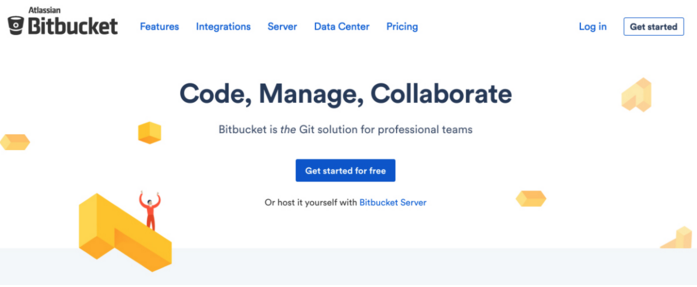 Atlassian
Bitbucket
Features Integrations Server Data Center Pricing Log in Get started
Code, Manage, Collaborate
Bitbucket is the Git solution for professional teams
Get started for free
Or host it yourself with Bitbucket Server